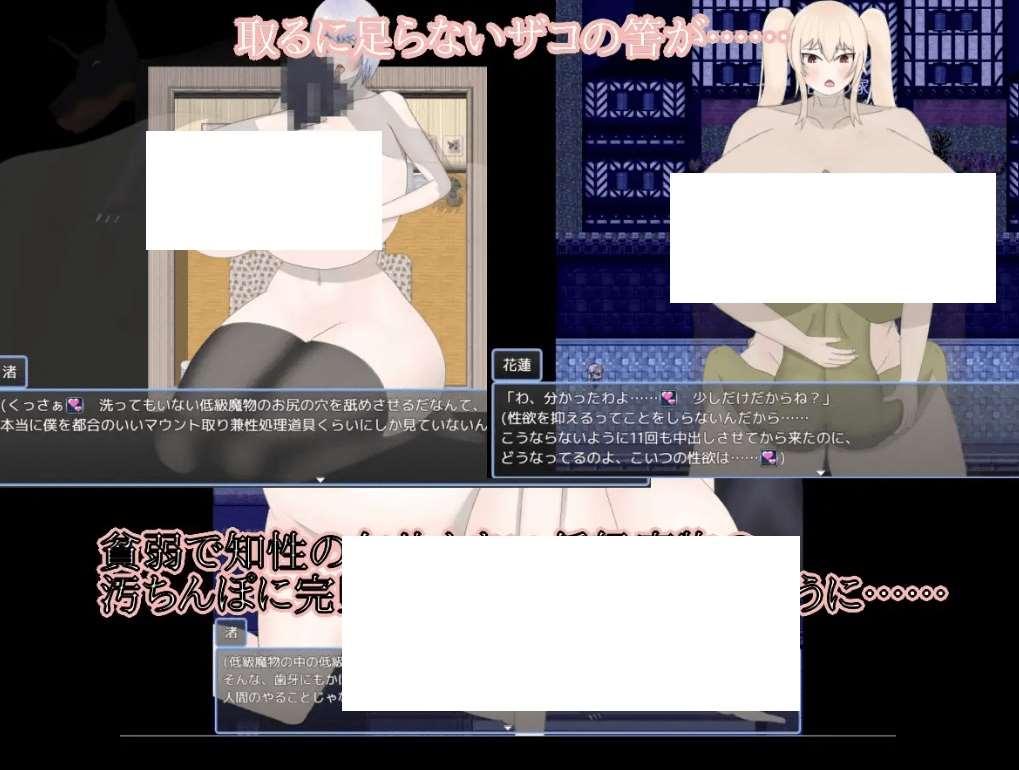 取るに足らないザコの筈が……
渚
(くっさぁ💕　洗ってもいない低級魔物のお尻の穴を舐めさせるだなんて、
本当に僕を都合のいいマウント取り兼性処理道具くらいにしか見ていないん
花蓮
「わ、分かったわよ……💕　少しだけだからね？」
(性欲を抑えるってことをしらないんだから……
こうならないように11回も中出しさせてから来たのに、
どうなってるのよ、こいつの性欲は……💕)
貧弱で知性の
汚ちんぽに完 うに……
渚
(低級魔物の中の低級
そんな、歯牙にもか
人間のやることじゃ